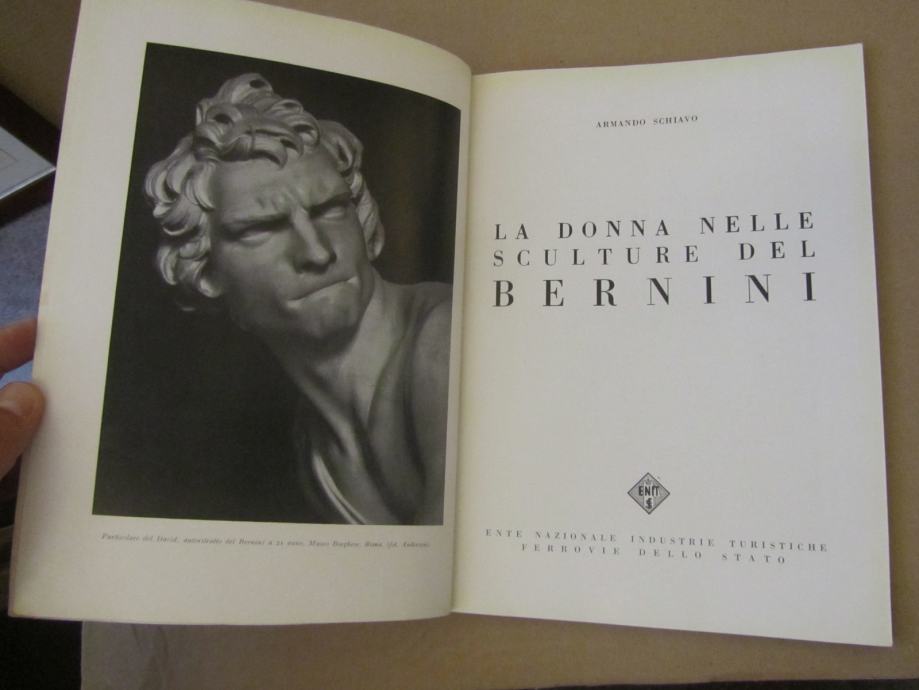 Particolare del David, autoritratto del Bernini a 21 anno, Museo Borghese, Roma. (fot. Anderson)
ARMANDO SCHIAVO
LA DONNA NELLE
SCULTURE DEL
BERNINI
ENIT
ENTE NAZIONALE INDUSTRIE TURISTICHE
FERROVIE DELLO STATO